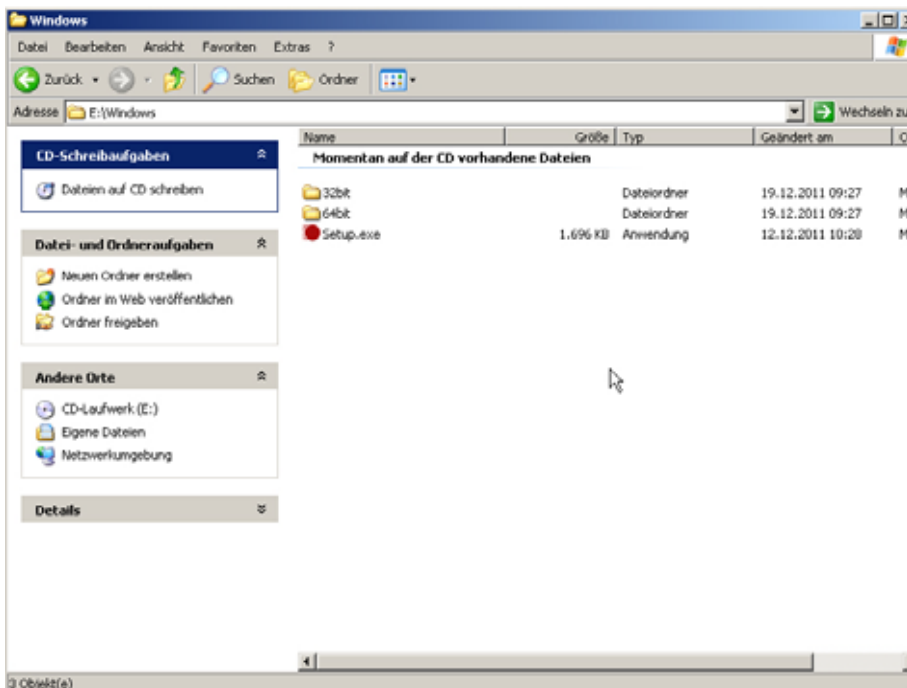 Windows
Datei Bearbeiten Ansicht Favoriten Extras ?
Zurück Suchen Ordner
Adresse E:\Windows Wechseln zu
Name Größe Typ Geändert am
CD-Schreibaufgaben
Momentan auf der CD vorhandene Dateien
Dateien auf CD schreiben
32bit Dateiordner 19.12.2011 09:27 M
64bit Dateiordner 19.12.2011 09:27 M
Setup.exe 1.696 KB Anwendung 12.12.2011 10:28 M
Datei- und Ordneraufgaben
Neuen Ordner erstellen
Ordner im Web veröffentlichen
Ordner freigeben
Andere Orte
CD-Laufwerk (E:)
Eigene Dateien
Netzwerkumgebung
Details
3 Objekt(e)